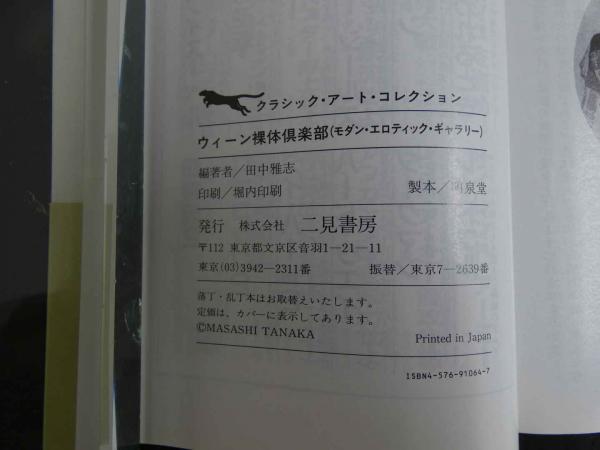 クラシック・アート・コレクション
ウィーン裸体倶楽部(モダン・エロティック・ギャラリー)
編著者／田中雅志
印刷／堀内印刷 製本／明泉堂
発行 株式会社 二見書房
〒112 東京都文京区音羽1—21—11
東京(03)3942—2311番 振替／東京7—2639番
落丁・乱丁本はお取替えいたします。
定価は、カバーに表示してあります。
©MASASHI TANAKA Printed in Japan
ISBN4-576-91064-7